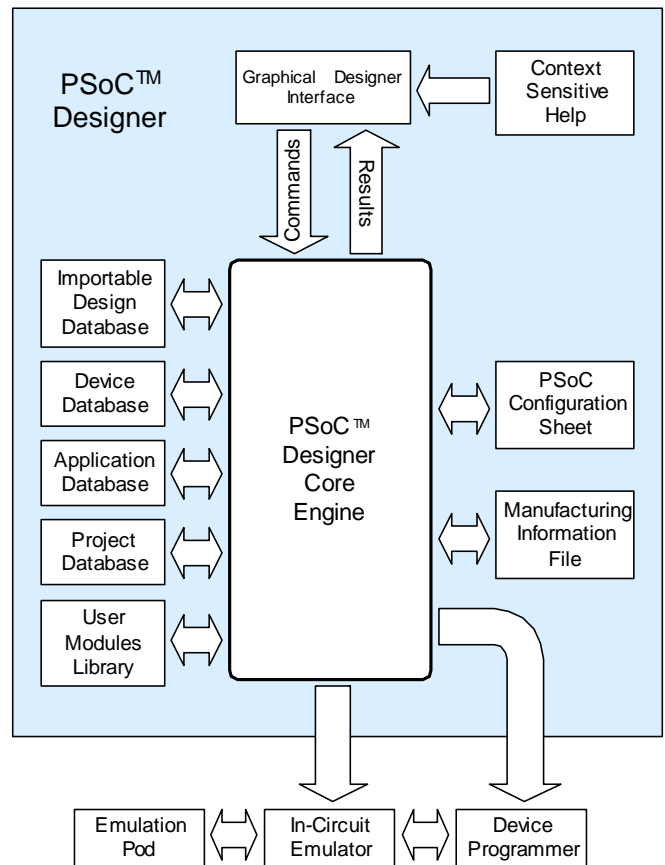 PSoC™
Designer
Graphical Designer
Interface
Context
Sensitive
Help
Commands
Results
Importable
Design
Database
Device
Database
Application
Database
Project
Database
User
Modules
Library
PSoC™
Designer
Core
Engine
PSoC
Configuration
Sheet
Manufacturing
Information
File
Emulation
Pod
In-Circuit
Emulator
Device
Programmer